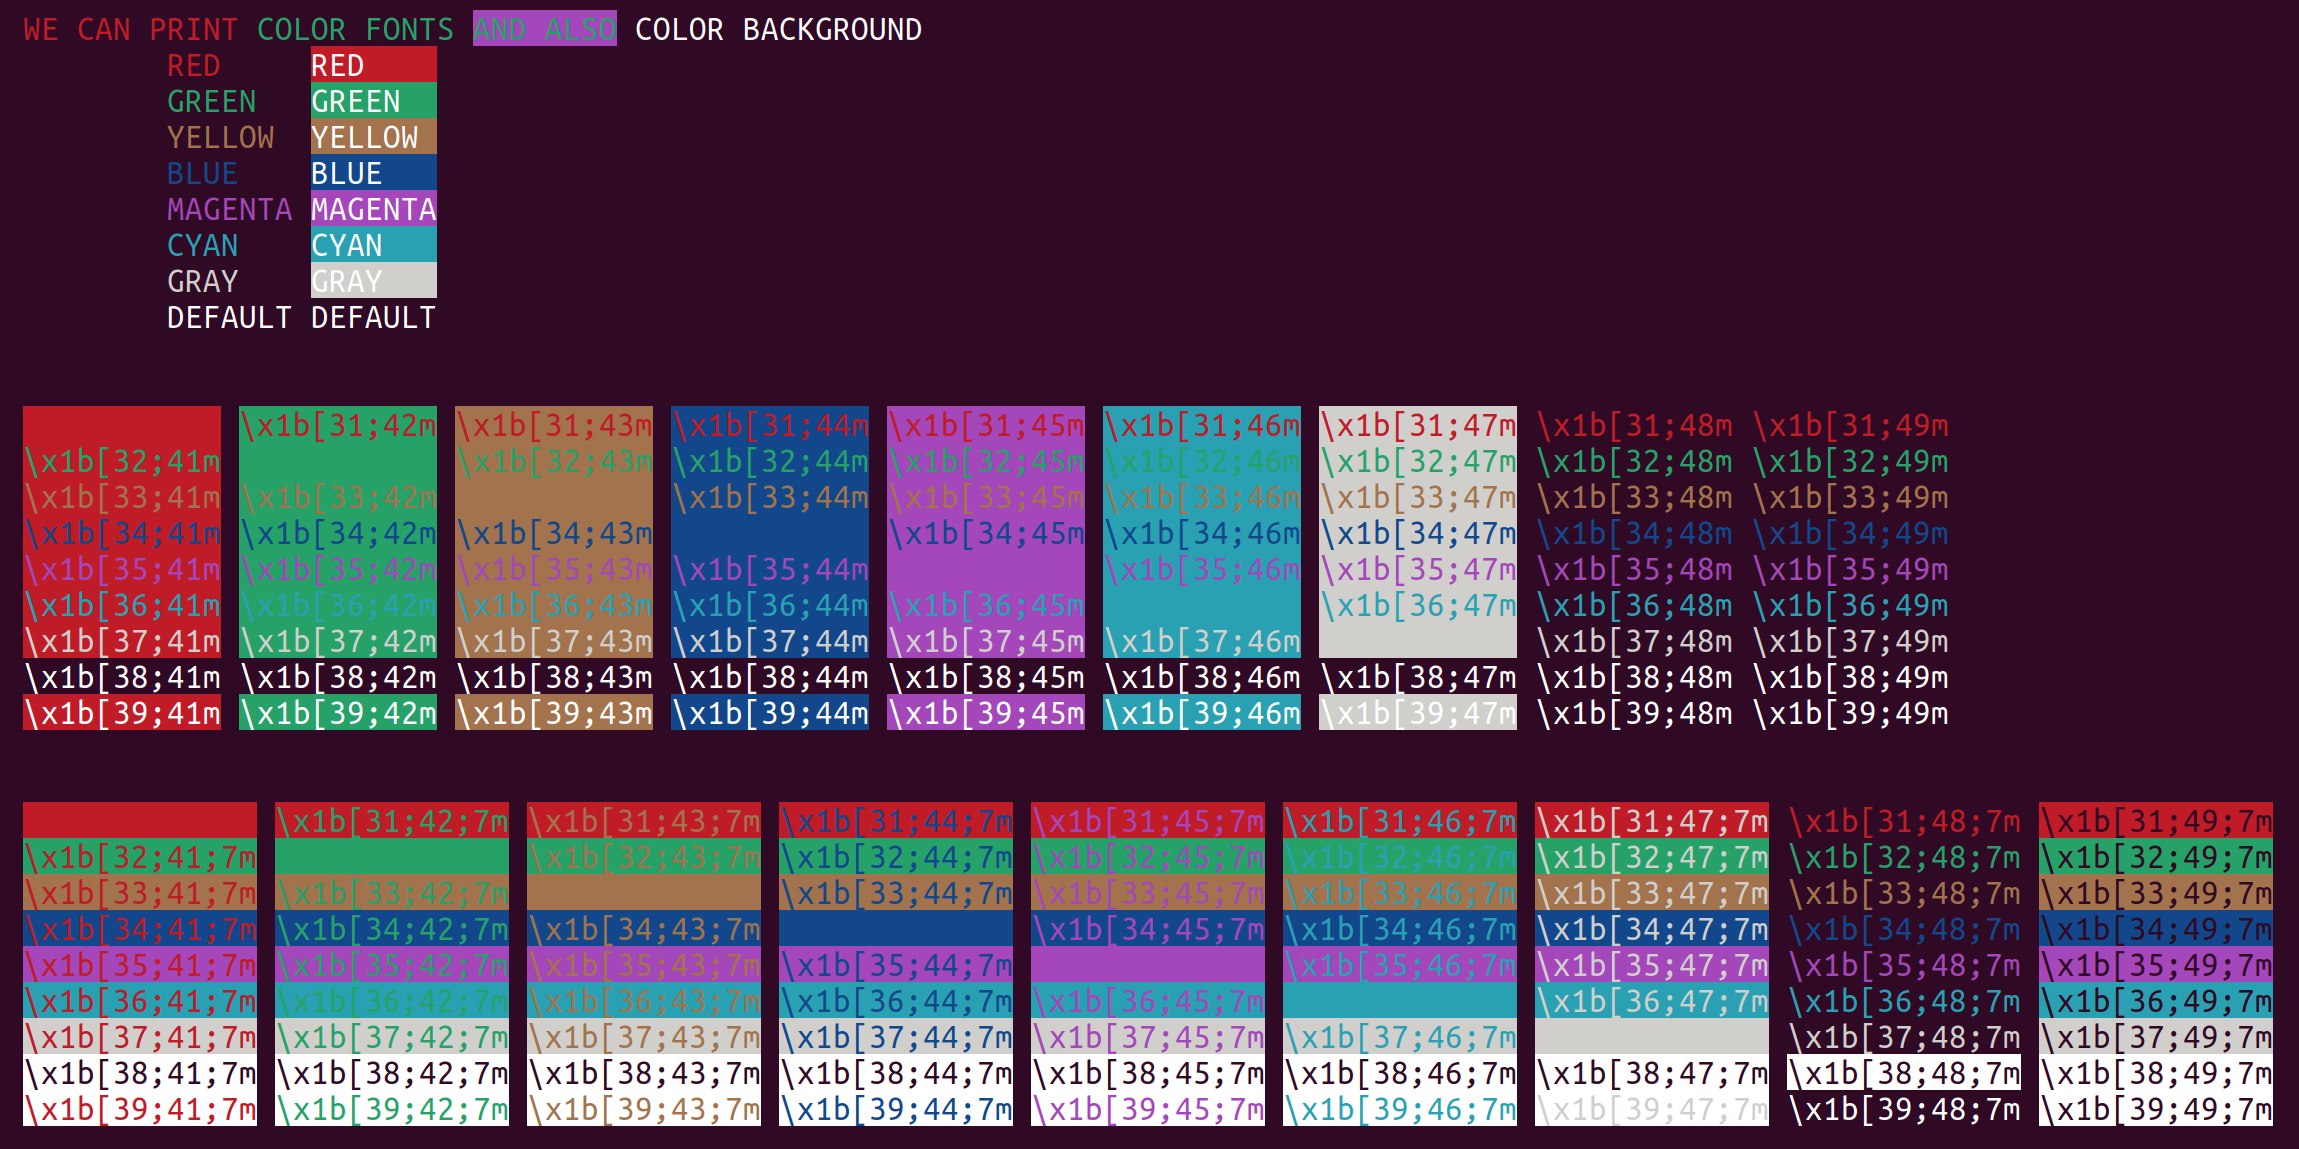 WE CAN PRINT COLOR FONTS AND ALSO COLOR BACKGROUND
RED RED
GREEN GREEN
YELLOW YELLOW
BLUE BLUE
MAGENTA MAGENTA
CYAN CYAN
GRAY GRAY
DEFAULT DEFAULT
\x1b[31;42m \x1b[31;43m \x1b[31;44m \x1b[31;45m \x1b[31;46m \x1b[31;47m \x1b[31;48m \x1b[31;49m
\x1b[32;41m \x1b[32;43m \x1b[32;44m \x1b[32;45m \x1b[32;46m \x1b[32;47m \x1b[32;48m \x1b[32;49m
\x1b[33;41m \x1b[33;42m \x1b[33;44m \x1b[33;45m \x1b[33;46m \x1b[33;47m \x1b[33;48m \x1b[33;49m
\x1b[34;41m \x1b[34;42m \x1b[34;43m \x1b[34;45m \x1b[34;46m \x1b[34;47m \x1b[34;48m \x1b[34;49m
\x1b[35;41m \x1b[35;42m \x1b[35;43m \x1b[35;44m \x1b[35;46m \x1b[35;47m \x1b[35;48m \x1b[35;49m
\x1b[36;41m \x1b[36;42m \x1b[36;43m \x1b[36;44m \x1b[36;45m \x1b[36;47m \x1b[36;48m \x1b[36;49m
\x1b[37;41m \x1b[37;42m \x1b[37;43m \x1b[37;44m \x1b[37;45m \x1b[37;46m \x1b[37;48m \x1b[37;49m
\x1b[38;41m \x1b[38;42m \x1b[38;43m \x1b[38;44m \x1b[38;45m \x1b[38;46m \x1b[38;47m \x1b[38;48m \x1b[38;49m
\x1b[39;41m \x1b[39;42m \x1b[39;43m \x1b[39;44m \x1b[39;45m \x1b[39;46m \x1b[39;47m \x1b[39;48m \x1b[39;49m
\x1b[31;42;7m \x1b[31;43;7m \x1b[31;44;7m \x1b[31;45;7m \x1b[31;46;7m \x1b[31;47;7m \x1b[31;48;7m \x1b[31;49;7m
\x1b[32;41;7m \x1b[32;43;7m \x1b[32;44;7m \x1b[32;45;7m \x1b[32;46;7m \x1b[32;47;7m \x1b[32;48;7m \x1b[32;49;7m
\x1b[33;41;7m \x1b[33;42;7m \x1b[33;44;7m \x1b[33;45;7m \x1b[33;46;7m \x1b[33;47;7m \x1b[33;48;7m \x1b[33;49;7m
\x1b[34;41;7m \x1b[34;42;7m \x1b[34;43;7m \x1b[34;45;7m \x1b[34;46;7m \x1b[34;47;7m \x1b[34;48;7m \x1b[34;49;7m
\x1b[35;41;7m \x1b[35;42;7m \x1b[35;43;7m \x1b[35;44;7m \x1b[35;46;7m \x1b[35;47;7m \x1b[35;48;7m \x1b[35;49;7m
\x1b[36;41;7m \x1b[36;42;7m \x1b[36;43;7m \x1b[36;44;7m \x1b[36;45;7m \x1b[36;47;7m \x1b[36;48;7m \x1b[36;49;7m
\x1b[37;41;7m \x1b[37;42;7m \x1b[37;43;7m \x1b[37;44;7m \x1b[37;45;7m \x1b[37;46;7m \x1b[37;48;7m \x1b[37;49;7m
\x1b[38;41;7m \x1b[38;42;7m \x1b[38;43;7m \x1b[38;44;7m \x1b[38;45;7m \x1b[38;46;7m \x1b[38;47;7m \x1b[38;48;7m \x1b[38;49;7m
\x1b[39;41;7m \x1b[39;42;7m \x1b[39;43;7m \x1b[39;44;7m \x1b[39;45;7m \x1b[39;46;7m \x1b[39;47;7m \x1b[39;48;7m \x1b[39;49;7m